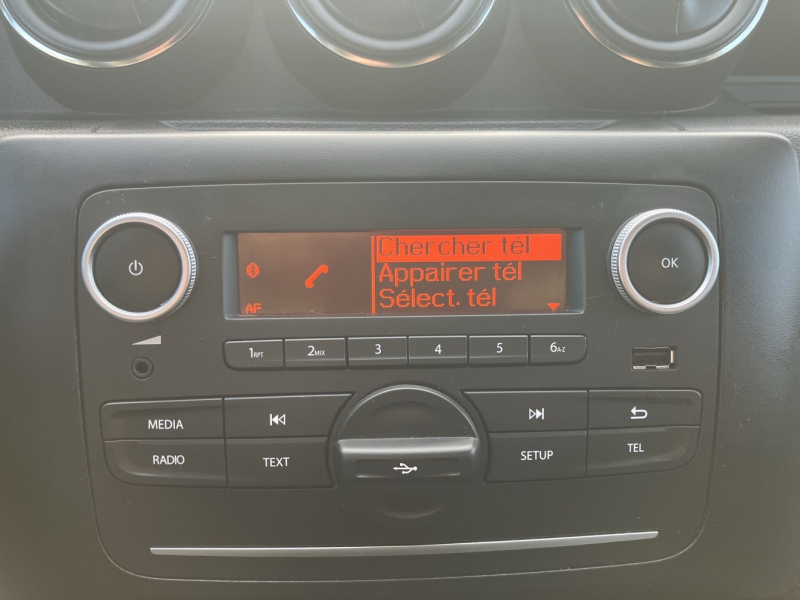 Chercher tél
Appairer tél
Sélect. tél
AF
OK
1RPT 2MIX 3 4 5 6A-Z
MEDIA
RADIO TEXT SETUP TEL